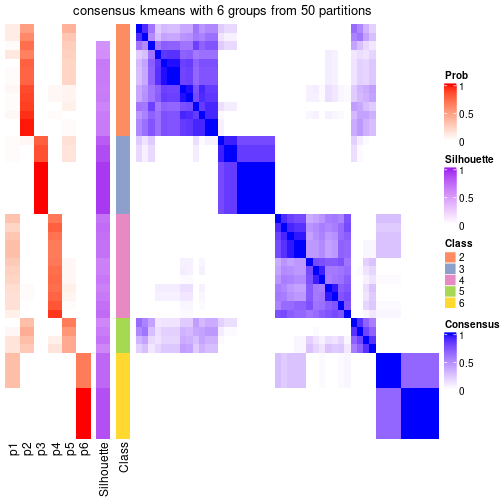 consensus kmeans with 6 groups from 50 partitions
p1
p2
p3
p4
p5
p6
Silhouette
Class
Prob
1
0.5
0
Silhouette
1
0.5
0
Class
2
3
4
5
6
Consensus
1
0.5
0